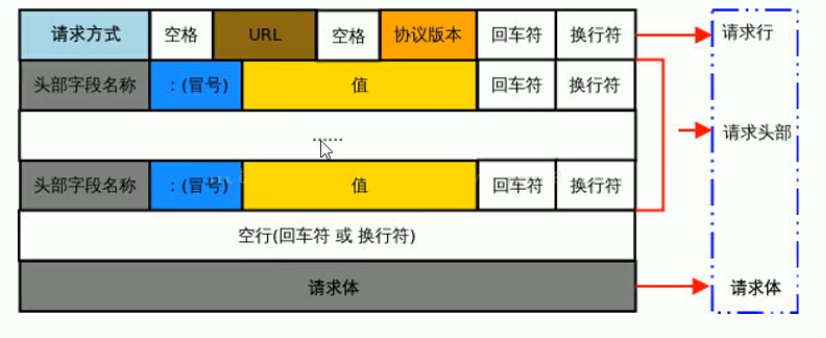 请求方式 空格 URL 空格 协议版本 回车符 换行符 请求行
头部字段名称 :(冒号) 值 回车符 换行符
...... 请求头部
头部字段名称 :(冒号) 值 回车符 换行符
空行(回车符 或 换行符)
请求体 请求体